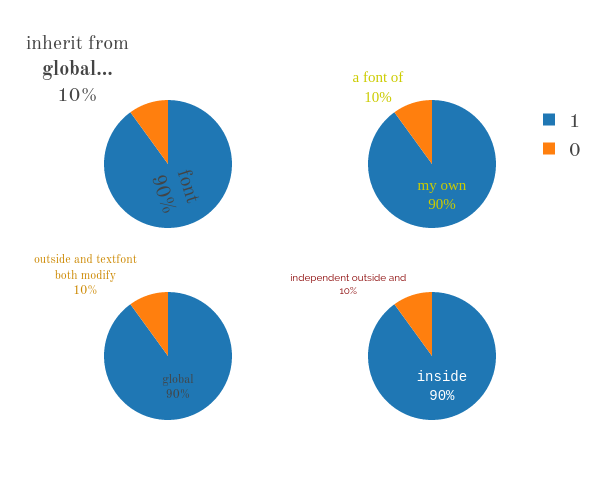 inherit from
global...
10%
font
90%
a font of
10%
my own
90%
1
0
outside and textfont
both modify
10%
global
90%
independent outside and
10%
inside
90%